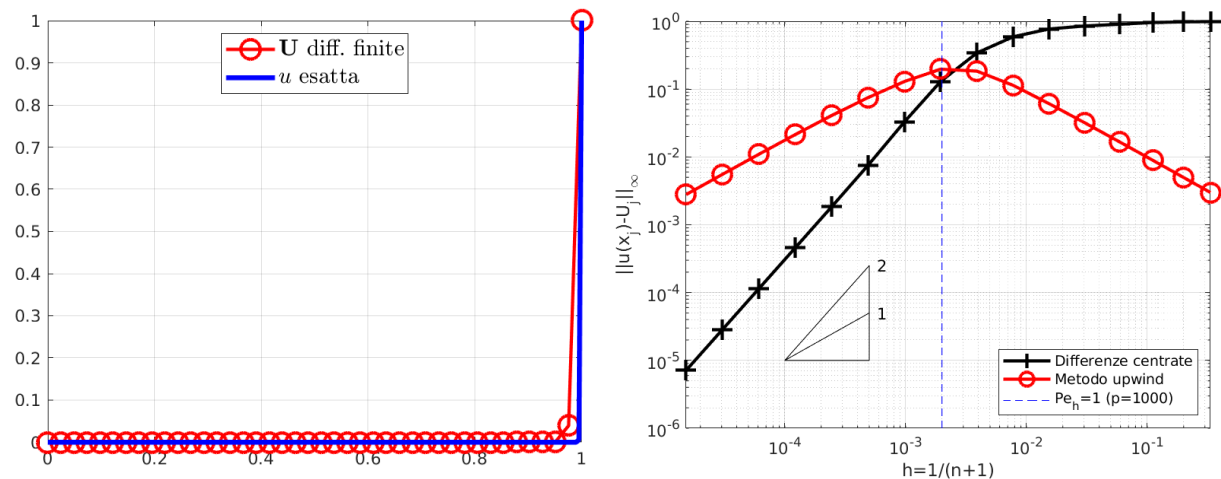 1
0.9
0.8
0.7
0.6
0.5
0.4
0.3
0.2
0.1
0
0 0.2 0.4 0.6 0.8 1
U diff. finite
u esatta
10^0
10^-1
10^-2
10^-3
10^-4
10^-5
10^-6
||u(x_j)-U_j||_∞
2
1
Differenze centrate
Metodo upwind
Pe_h=1 (p=1000)
10^-4 10^-3 10^-2 10^-1
h=1/(n+1)